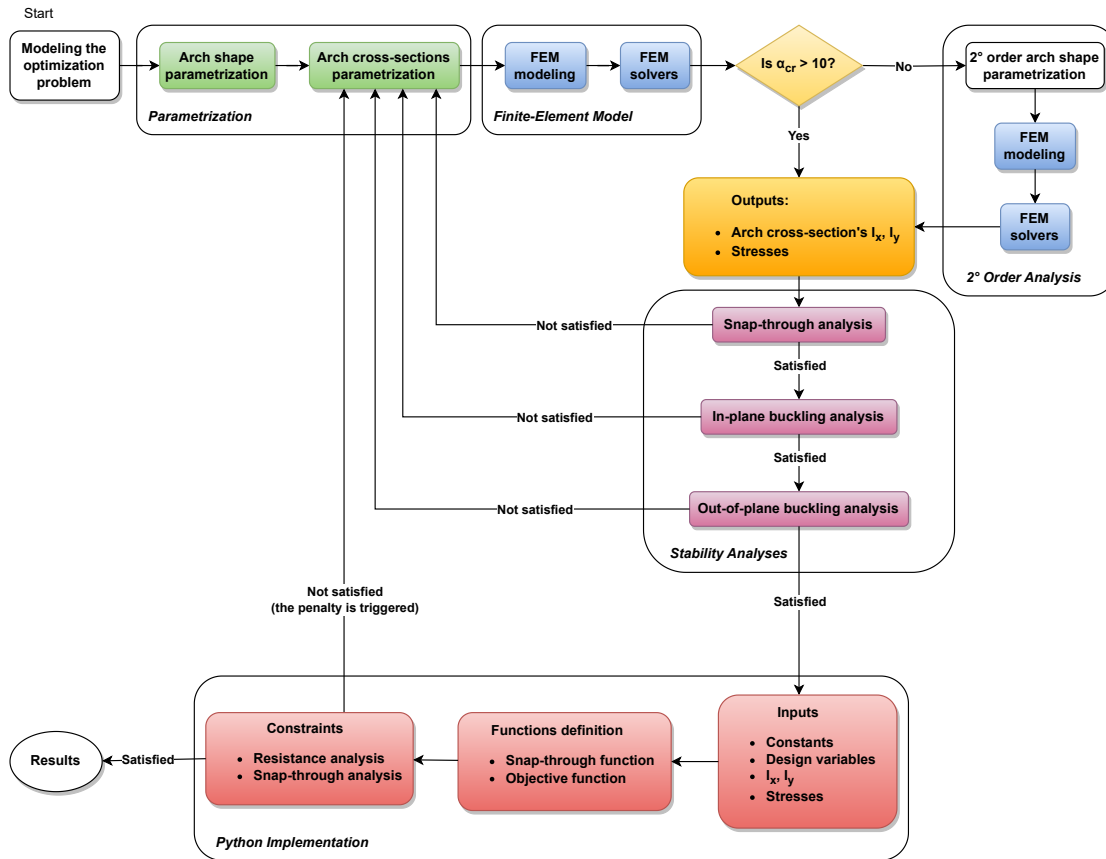 Start
Modeling the
optimization
problem
Arch shape
parametrization
Arch cross-sections
parametrization
Parametrization
FEM
modeling
FEM
solvers
Finite-Element Model
Is αcr > 10?
No
Yes
2° order arch shape
parametrization
FEM
modeling
FEM
solvers
2° Order Analysis
Outputs:
• Arch cross-section's Ix, Iy
• Stresses
Snap-through analysis
Not satisfied
Satisfied
In-plane buckling analysis
Not satisfied
Satisfied
Out-of-plane buckling analysis
Not satisfied
Stability Analyses
Satisfied
Not satisfied
(the penalty is triggered)
Inputs
• Constants
• Design variables
• Ix, Iy
• Stresses
Functions definition
• Snap-through function
• Objective function
Constraints
• Resistance analysis
• Snap-through analysis
Satisfied
Results
Python Implementation